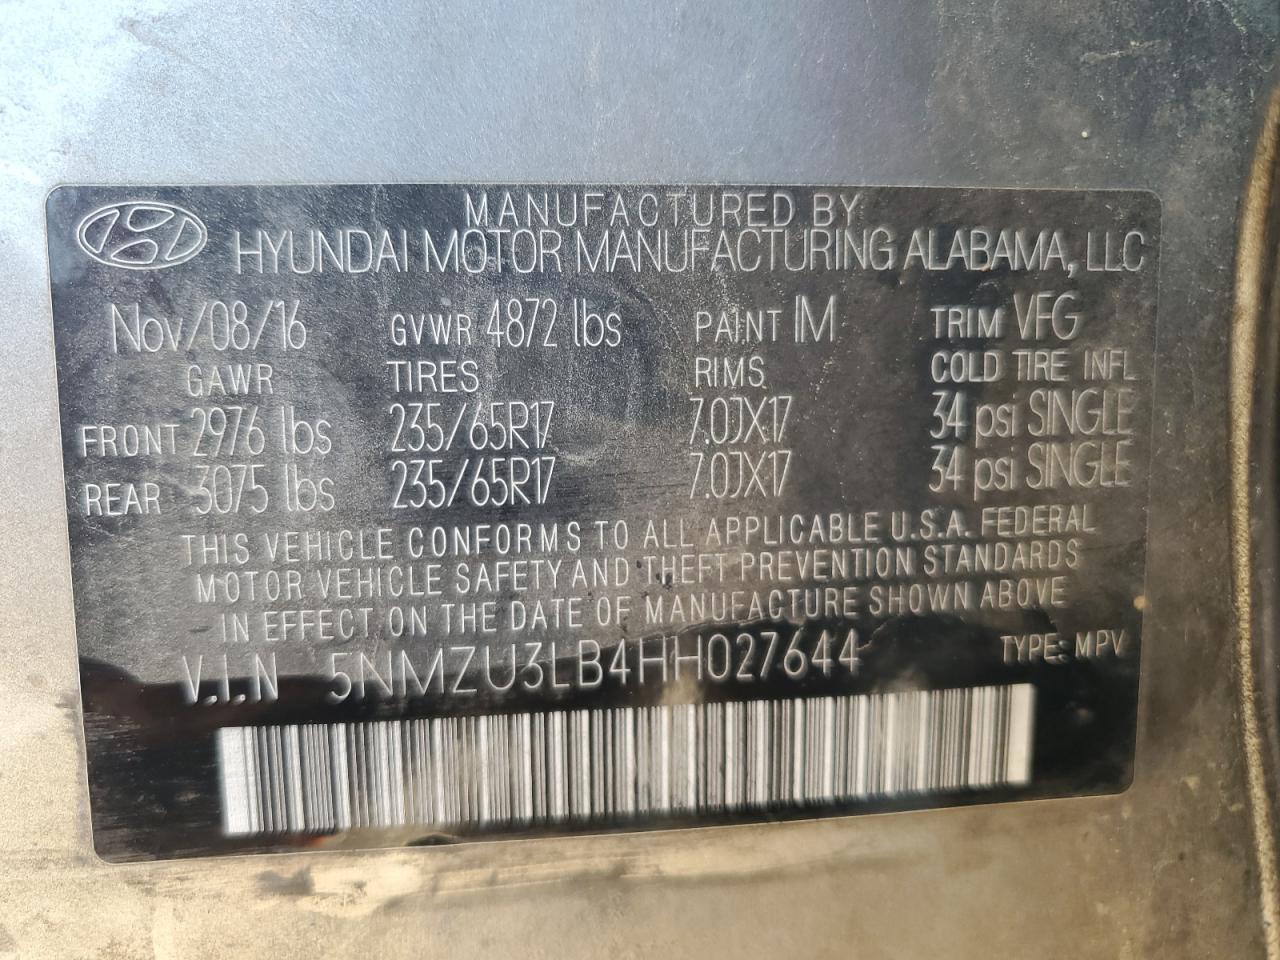 MANUFACTURED BY
HYUNDAI MOTOR MANUFACTURING ALABAMA, LLC
Nov/08/16 GVWR 4872 lbs PAINT IM TRIM VFG
GAWR TIRES RIMS COLD TIRE INFL
FRONT 2976 lbs 235/65R17 7.0JX17 34 psi SINGLE
REAR 3075 lbs 235/65R17 7.0JX17 34 psi SINGLE
THIS VEHICLE CONFORMS TO ALL APPLICABLE U.S.A. FEDERAL
MOTOR VEHICLE SAFETY AND THEFT PREVENTION STANDARDS
IN EFFECT ON THE DATE OF MANUFACTURE SHOWN ABOVE
V.I.N 5NMZU3LB4HH027644 TYPE: MPV